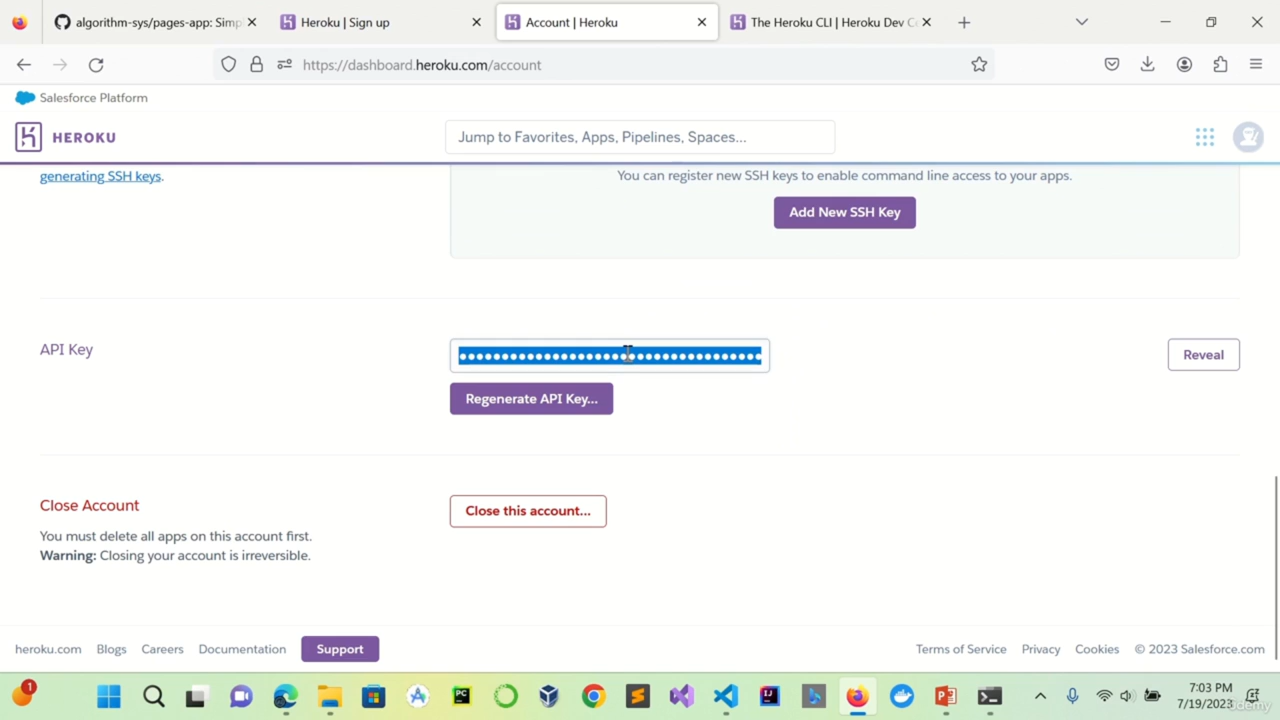 algorithm-sys/pages-app: Simp
Heroku | Sign up
Account | Heroku
The Heroku CLI | Heroku Dev Ce
https://dashboard.heroku.com/account
Salesforce Platform
HEROKU
Jump to Favorites, Apps, Pipelines, Spaces...
generating SSH keys.
You can register new SSH keys to enable command line access to your apps.
Add New SSH Key
API Key
Reveal
Regenerate API Key...
Close Account
Close this account...
You must delete all apps on this account first.
Warning: Closing your account is irreversible.
heroku.com Blogs Careers Documentation Support Terms of Service Privacy Cookies © 2023 Salesforce.com
1
PC
7:03 PM
7/19/2023
Udemy